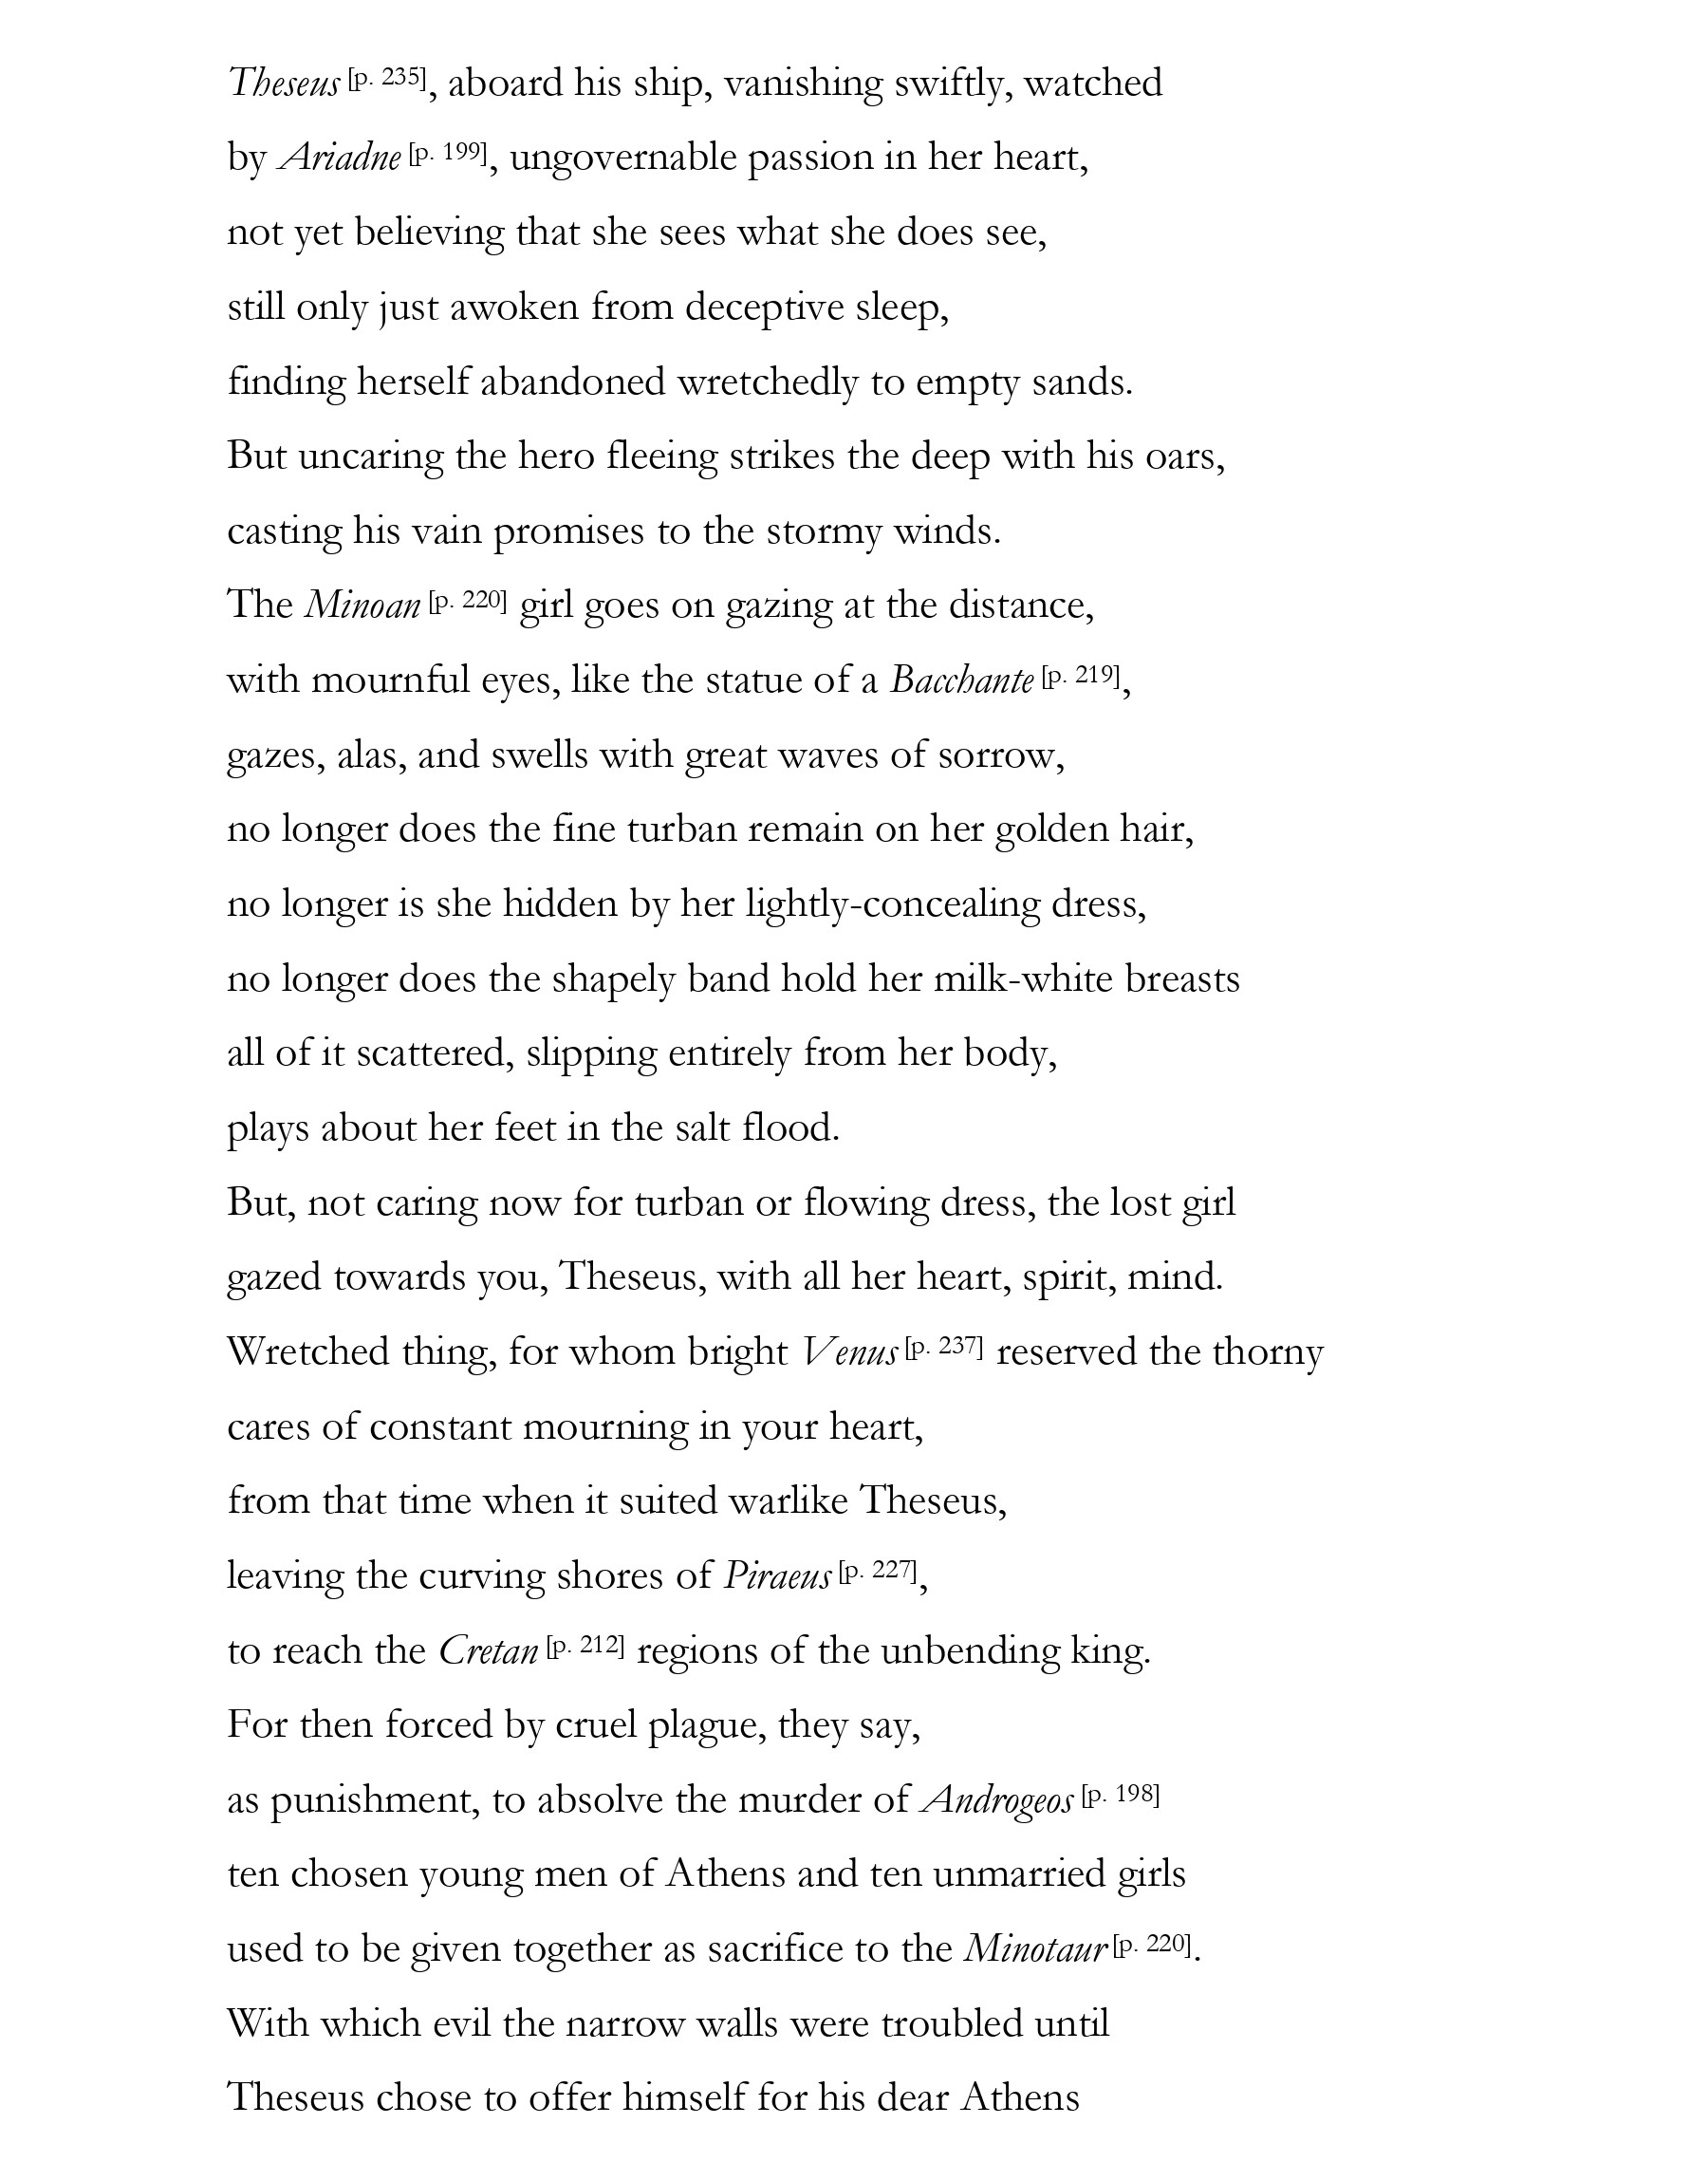 Theseus [p. 235], aboard his ship, vanishing swiftly, watched
by Ariadne [p. 199], ungovernable passion in her heart,
not yet believing that she sees what she does see,
still only just awoken from deceptive sleep,
finding herself abandoned wretchedly to empty sands.
But uncaring the hero fleeing strikes the deep with his oars,
casting his vain promises to the stormy winds.
The Minoan [p. 220] girl goes on gazing at the distance,
with mournful eyes, like the statue of a Bacchante [p. 219],
gazes, alas, and swells with great waves of sorrow,
no longer does the fine turban remain on her golden hair,
no longer is she hidden by her lightly-concealing dress,
no longer does the shapely band hold her milk-white breasts
all of it scattered, slipping entirely from her body,
plays about her feet in the salt flood.
But, not caring now for turban or flowing dress, the lost girl
gazed towards you, Theseus, with all her heart, spirit, mind.
Wretched thing, for whom bright Venus [p. 237] reserved the thorny
cares of constant mourning in your heart,
from that time when it suited warlike Theseus,
leaving the curving shores of Piraeus [p. 227],
to reach the Cretan [p. 212] regions of the unbending king.
For then forced by cruel plague, they say,
as punishment, to absolve the murder of Androgeos [p. 198]
ten chosen young men of Athens and ten unmarried girls
used to be given together as sacrifice to the Minotaur [p. 220].
With which evil the narrow walls were troubled until
Theseus chose to offer himself for his dear Athens